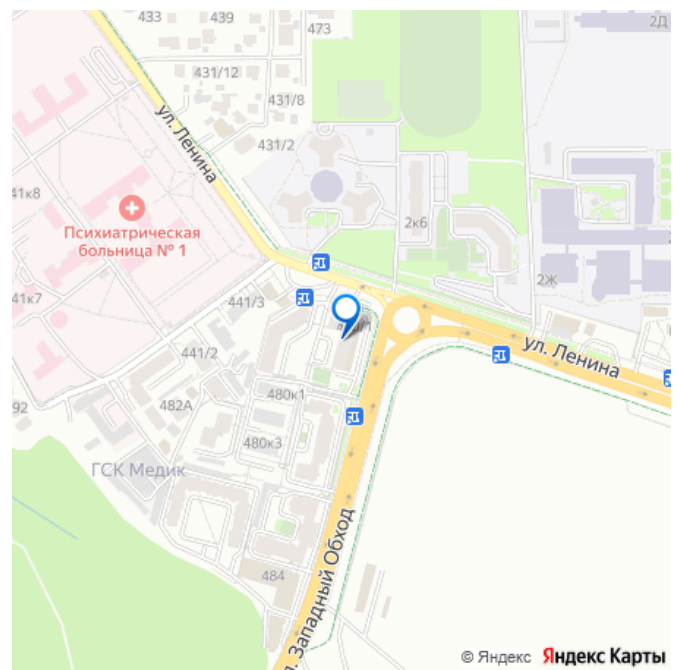 433
439
473
2Д
431/12
431/8
ул. Ленина
431/2
41к8
2к6
Психиатрическая
больница № 1
41к7
441/3
2Ж
441/2
ул. Ленина
92
482А
480к1
480к3
ГСК Медик
484
ул. Западный Обход
© Яндекс Яндекс Карты